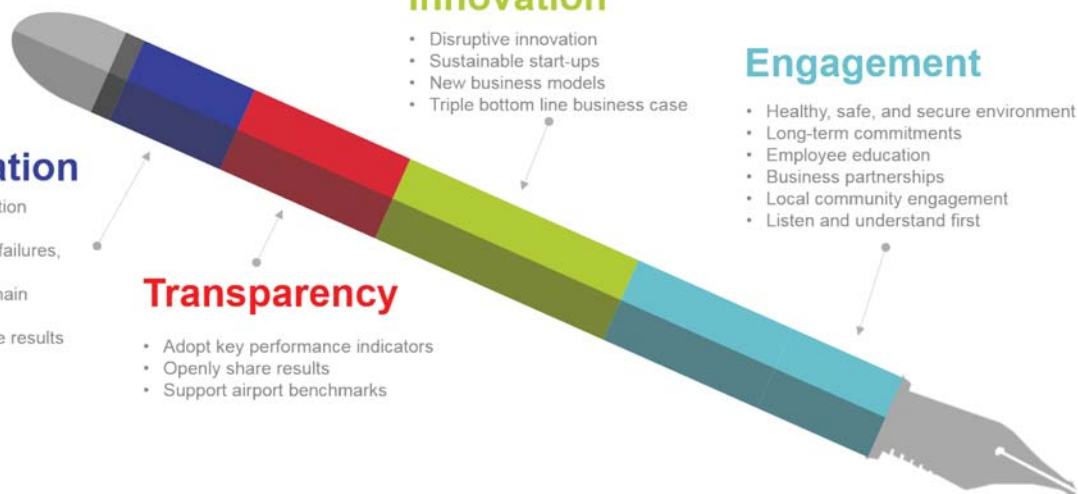 Innovation
• Disruptive innovation
• Sustainable start-ups
• New business models
• Triple bottom line business case
Engagement
• Healthy, safe, and secure environment
• Long-term commitments
• Employee education
• Business partnerships
• Local community engagement
• Listen and understand first
ation
tion
failures,
hain
e results
Transparency
• Adopt key performance indicators
• Openly share results
• Support airport benchmarks